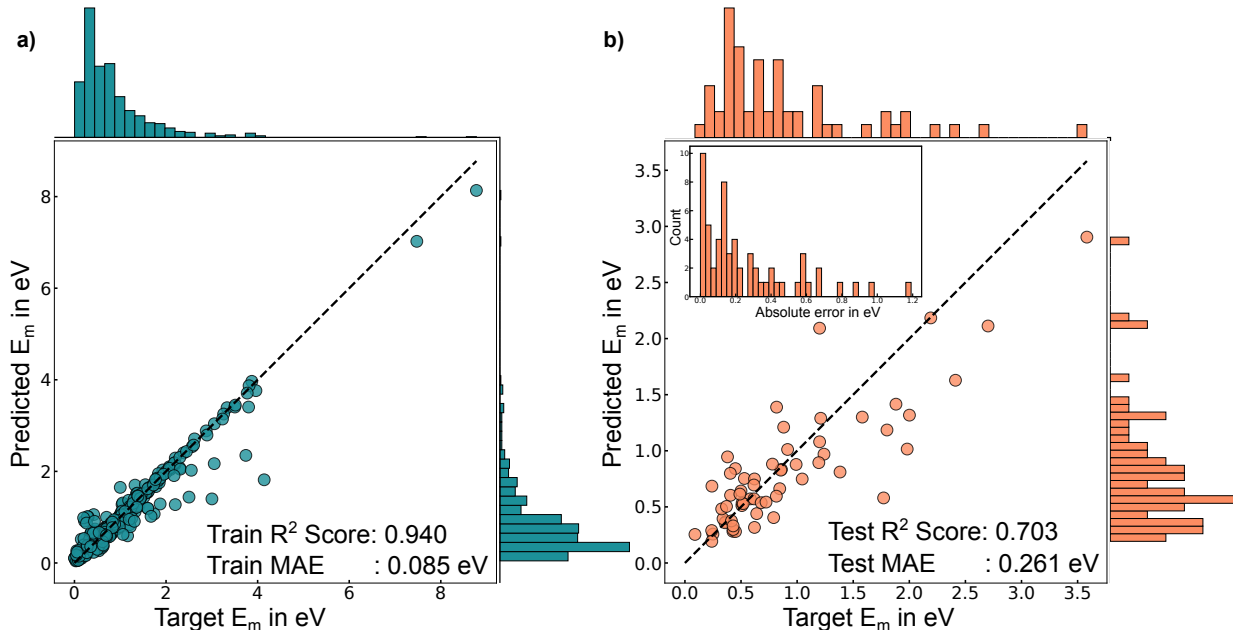 a)
8
6
4
2
0
Predicted E_m in eV
Train R² Score: 0.940
Train MAE : 0.085 eV
0 2 4 6 8
Target E_m in eV
b)
3.5
3.0
2.5
2.0
1.5
1.0
0.5
0.0
Predicted E_m in eV
10
8
6
4
2
0
Count
0.0 0.2 0.4 0.6 0.8 1.0 1.2
Absolute error in eV
Test R² Score: 0.703
Test MAE : 0.261 eV
0.0 0.5 1.0 1.5 2.0 2.5 3.0 3.5
Target E_m in eV